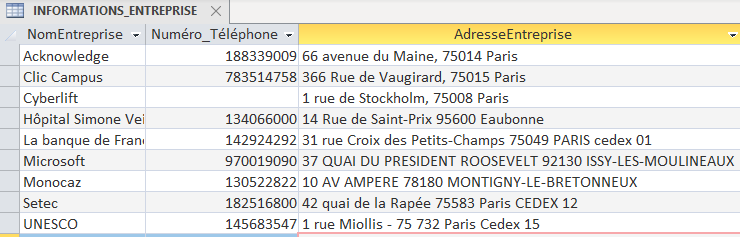 INFORMATIONS_ENTREPRISE
NomEntreprise Numéro_Téléphone AdresseEntreprise
Acknowledge 188339009 66 avenue du Maine, 75014 Paris
Clic Campus 783514758 366 Rue de Vaugirard, 75015 Paris
Cyberlift 1 rue de Stockholm, 75008 Paris
Hôpital Simone Vei 134066000 14 Rue de Saint-Prix 95600 Eaubonne
La banque de Franc 142924292 31 rue Croix des Petits-Champs 75049 PARIS cedex 01
Microsoft 970019090 37 QUAI DU PRESIDENT ROOSEVELT 92130 ISSY-LES-MOULINEAUX
Monocaz 130522822 10 AV AMPERE 78180 MONTIGNY-LE-BRETONNEUX
Setec 182516800 42 quai de la Rapée 75583 Paris CEDEX 12
UNESCO 145683547 1 rue Miollis - 75 732 Paris Cedex 15